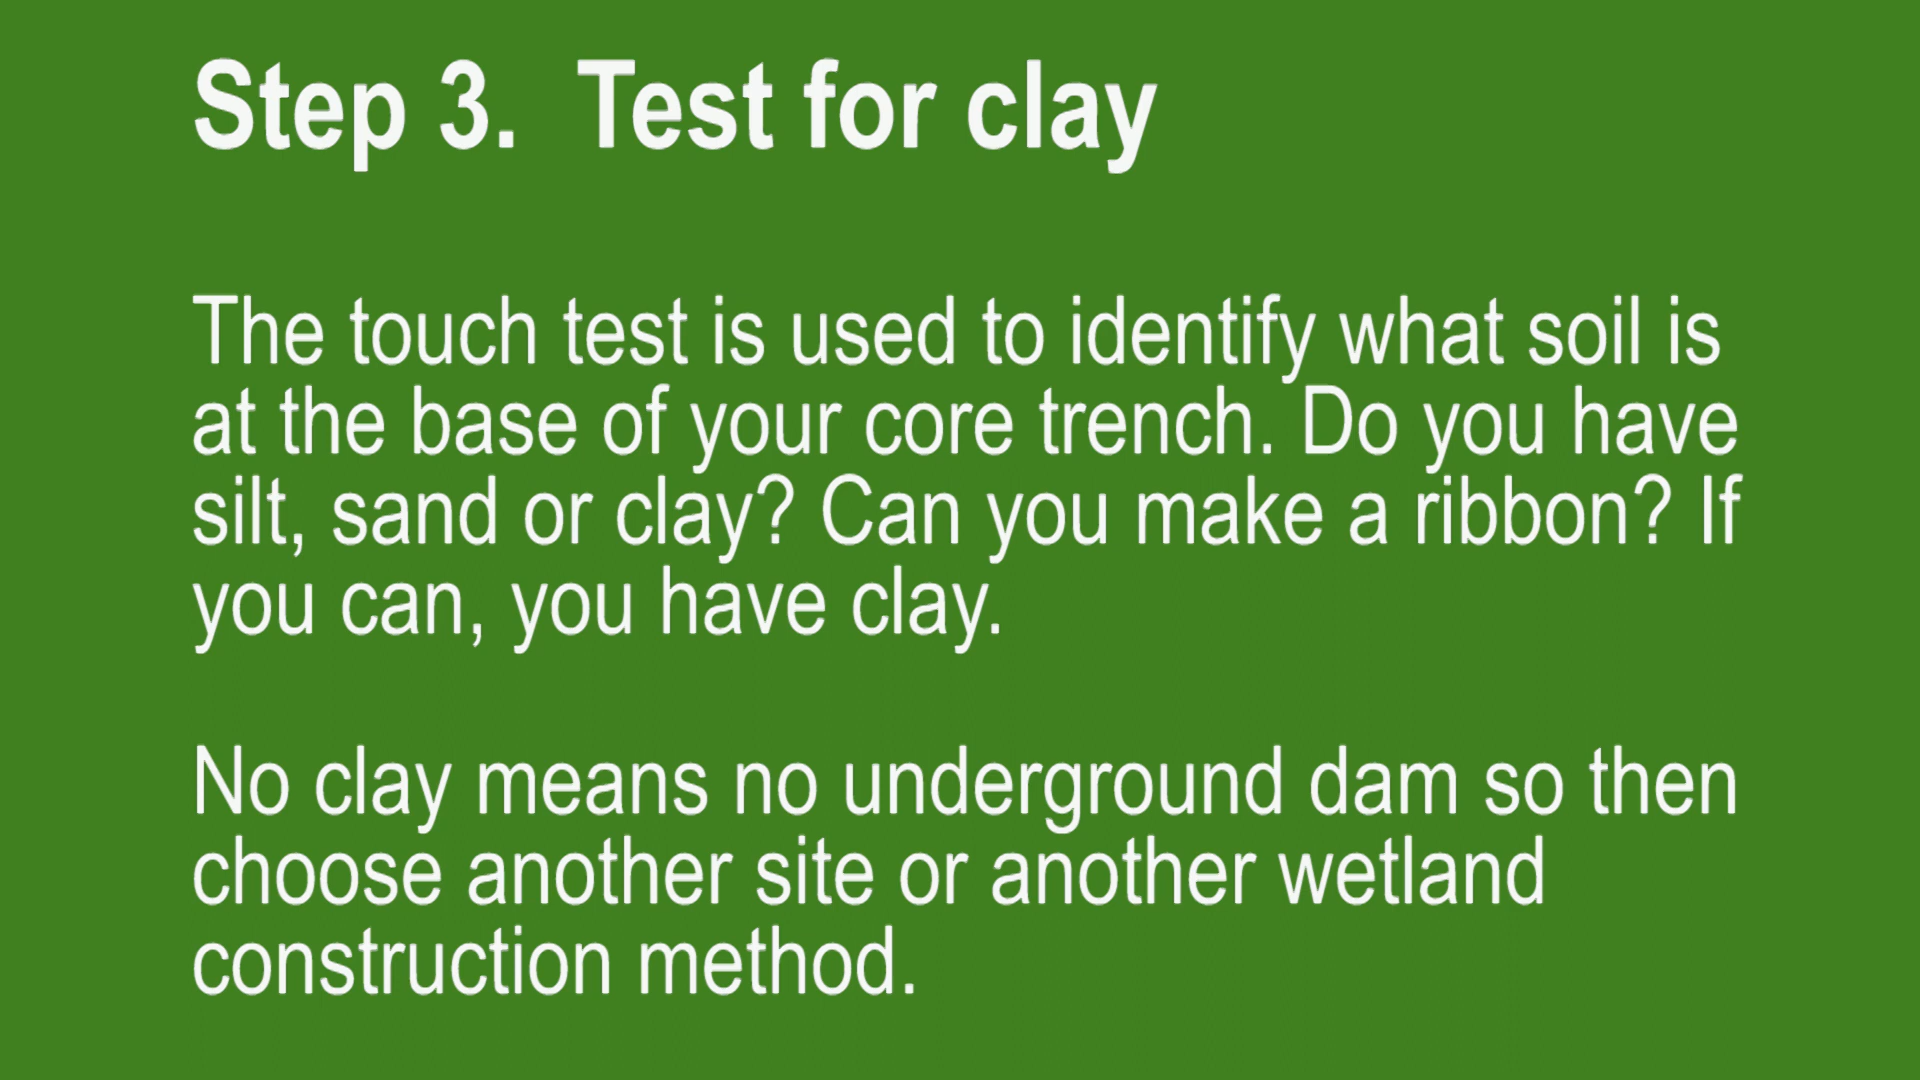 Step 3.  Test for clay
The touch test is used to identify what soil is
at the base of your core trench. Do you have
silt, sand or clay? Can you make a ribbon? If
you can, you have clay.
No clay means no underground dam so then
choose another site or another wetland
construction method.